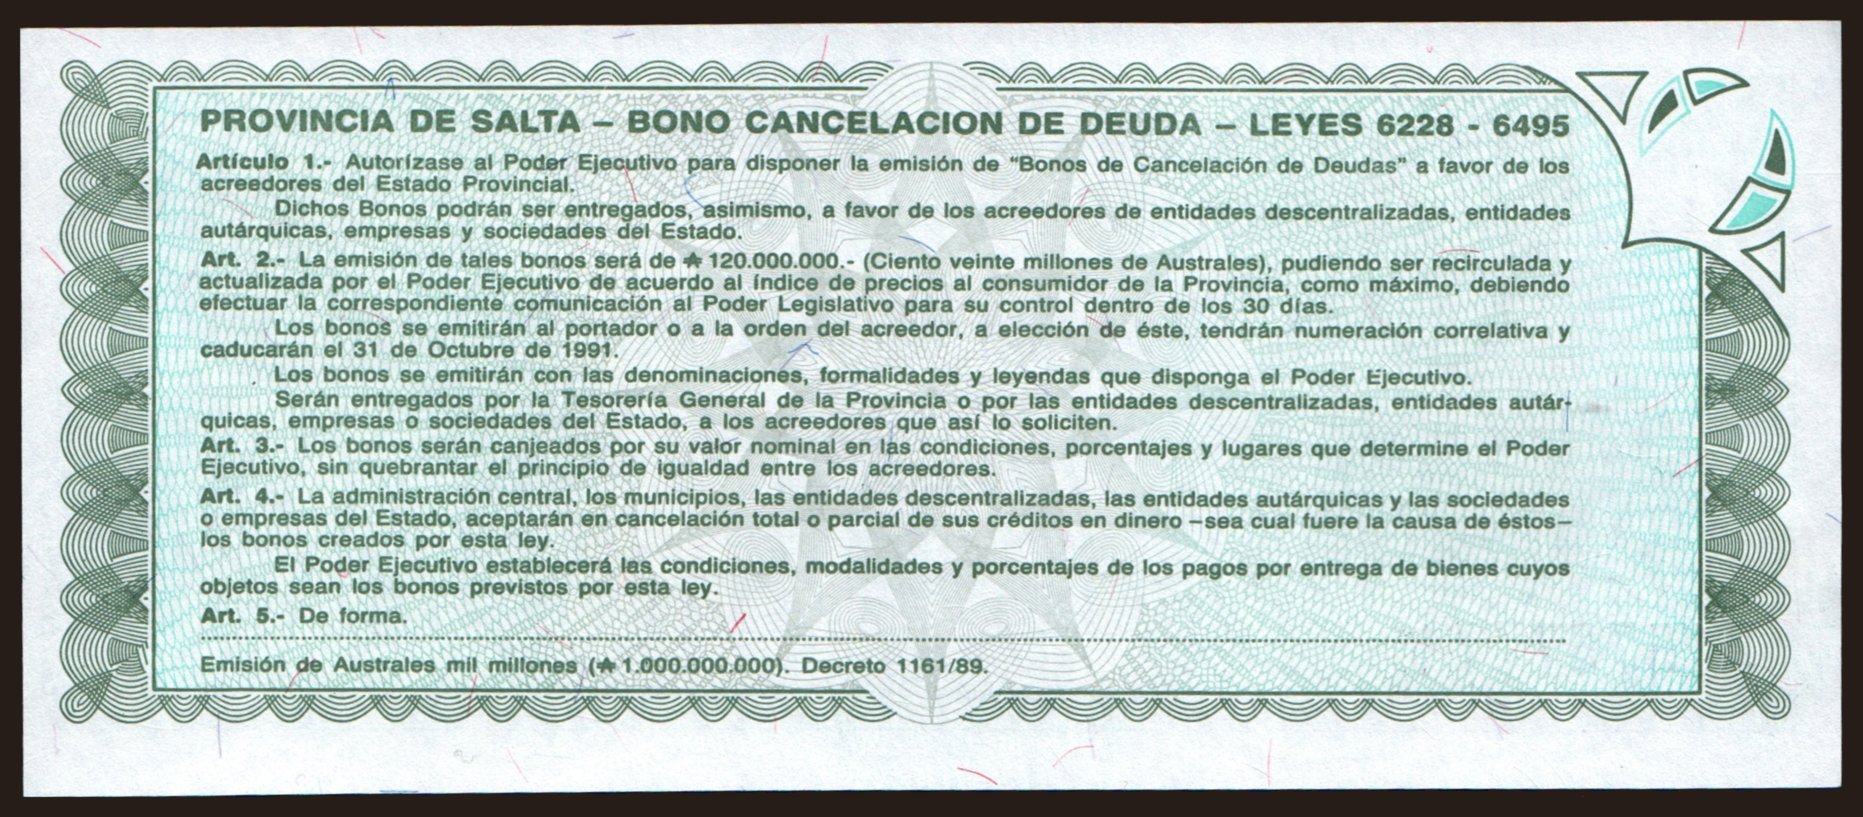 PROVINCIA DE SALTA – BONO CANCELACION DE DEUDA – LEYES 6228 - 6495
Artículo 1.- Autorízase al Poder Ejecutivo para disponer la emisión de “Bonos de Cancelación de Deudas” a favor de los
acreedores del Estado Provincial.
Dichos Bonos podrán ser entregados, asimismo, a favor de los acreedores de entidades descentralizadas, entidades
autárquicas, empresas y sociedades del Estado.
Art. 2.- La emisión de tales bonos será de ₳ 120.000.000.- (Ciento veinte millones de Australes), pudiendo ser recirculada y
actualizada por el Poder Ejecutivo de acuerdo al índice de precios al consumidor de la Provincia, como máximo, debiendo
efectuar la correspondiente comunicación al Poder Legislativo para su control dentro de los 30 días.
Los bonos se emitirán al portador o a la orden del acreedor, a elección de éste, tendrán numeración correlativa y
caducarán el 31 de Octubre de 1991.
Los bonos se emitirán con las denominaciones, formalidades y leyendas que disponga el Poder Ejecutivo.
Serán entregados por la Tesorería General de la Provincia o por las entidades descentralizadas, entidades autár-
quicas, empresas o sociedades del Estado, a los acreedores que así lo soliciten.
Art. 3.- Los bonos serán canjeados por su valor nominal en las condiciones, porcentajes y lugares que determine el Poder
Ejecutivo, sin quebrantar el principio de igualdad entre los acreedores.
Art. 4.- La administración central, los municipios, las entidades descentralizadas, las entidades autárquicas y las sociedades
o empresas del Estado, aceptarán en cancelación total o parcial de sus créditos en dinero –sea cual fuere la causa de éstos–
los bonos creados por esta ley.
El Poder Ejecutivo establecerá las condiciones, modalidades y porcentajes de los pagos por entrega de bienes cuyos
objetos sean los bonos previstos por esta ley.
Art. 5.- De forma.
Emisión de Australes mil millones (₳ 1.000.000.000). Decreto 1161/89.